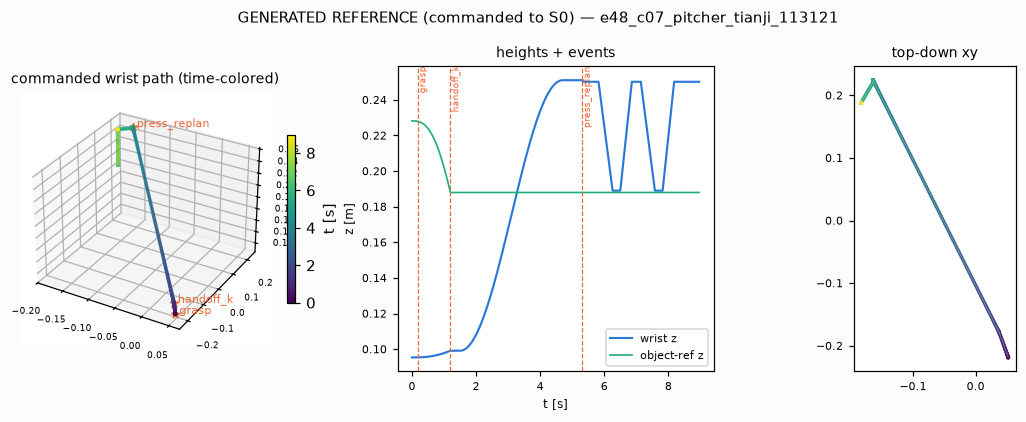 GENERATED REFERENCE (commanded to S0) — e48_c07_pitcher_tianji_113121
commanded wrist path (time-colored)
press_replan
handoff_k
grasp
−0.20
−0.15
−0.10
−0.05
0.00
0.05
−0.2
−0.1
0.0
0.1
0.2
8
6
4
2
0
t [s]
heights + events
grasp
handoff_k
press_replan
0.24
0.22
0.20
0.18
0.16
0.14
0.12
0.10
z [m]
wrist z
object-ref z
0
2
4
6
8
t [s]
top-down xy
0.2
0.1
0.0
−0.1
−0.2
−0.1
0.0